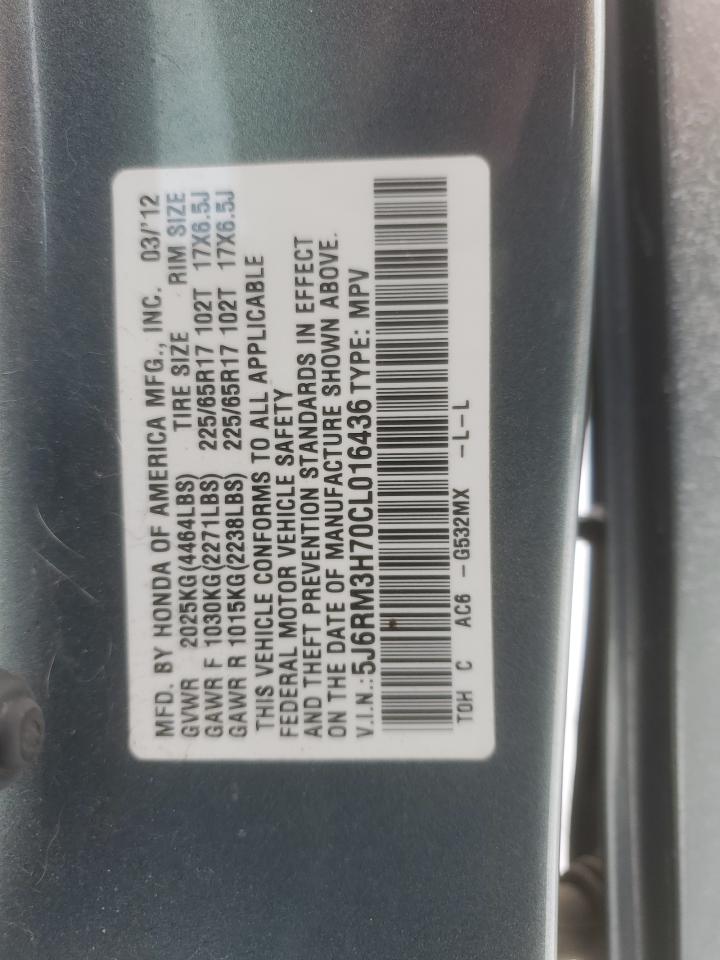 MFD. BY HONDA OF AMERICA MFG., INC. 03/'12
GVWR 2025KG(4464LBS) TIRE SIZE RIM SIZE
GAWR F 1030KG(2271LBS) 225/65R17 102T 17X6.5J
GAWR R 1015KG(2238LBS) 225/65R17 102T 17X6.5J
THIS VEHICLE CONFORMS TO ALL APPLICABLE
FEDERAL MOTOR VEHICLE SAFETY
AND THEFT PREVENTION STANDARDS IN EFFECT
ON THE DATE OF MANUFACTURE SHOWN ABOVE.
V.I.N.:5J6RM3H70CL016436 TYPE: MPV
TOH C AC6 -G532MX -L-L